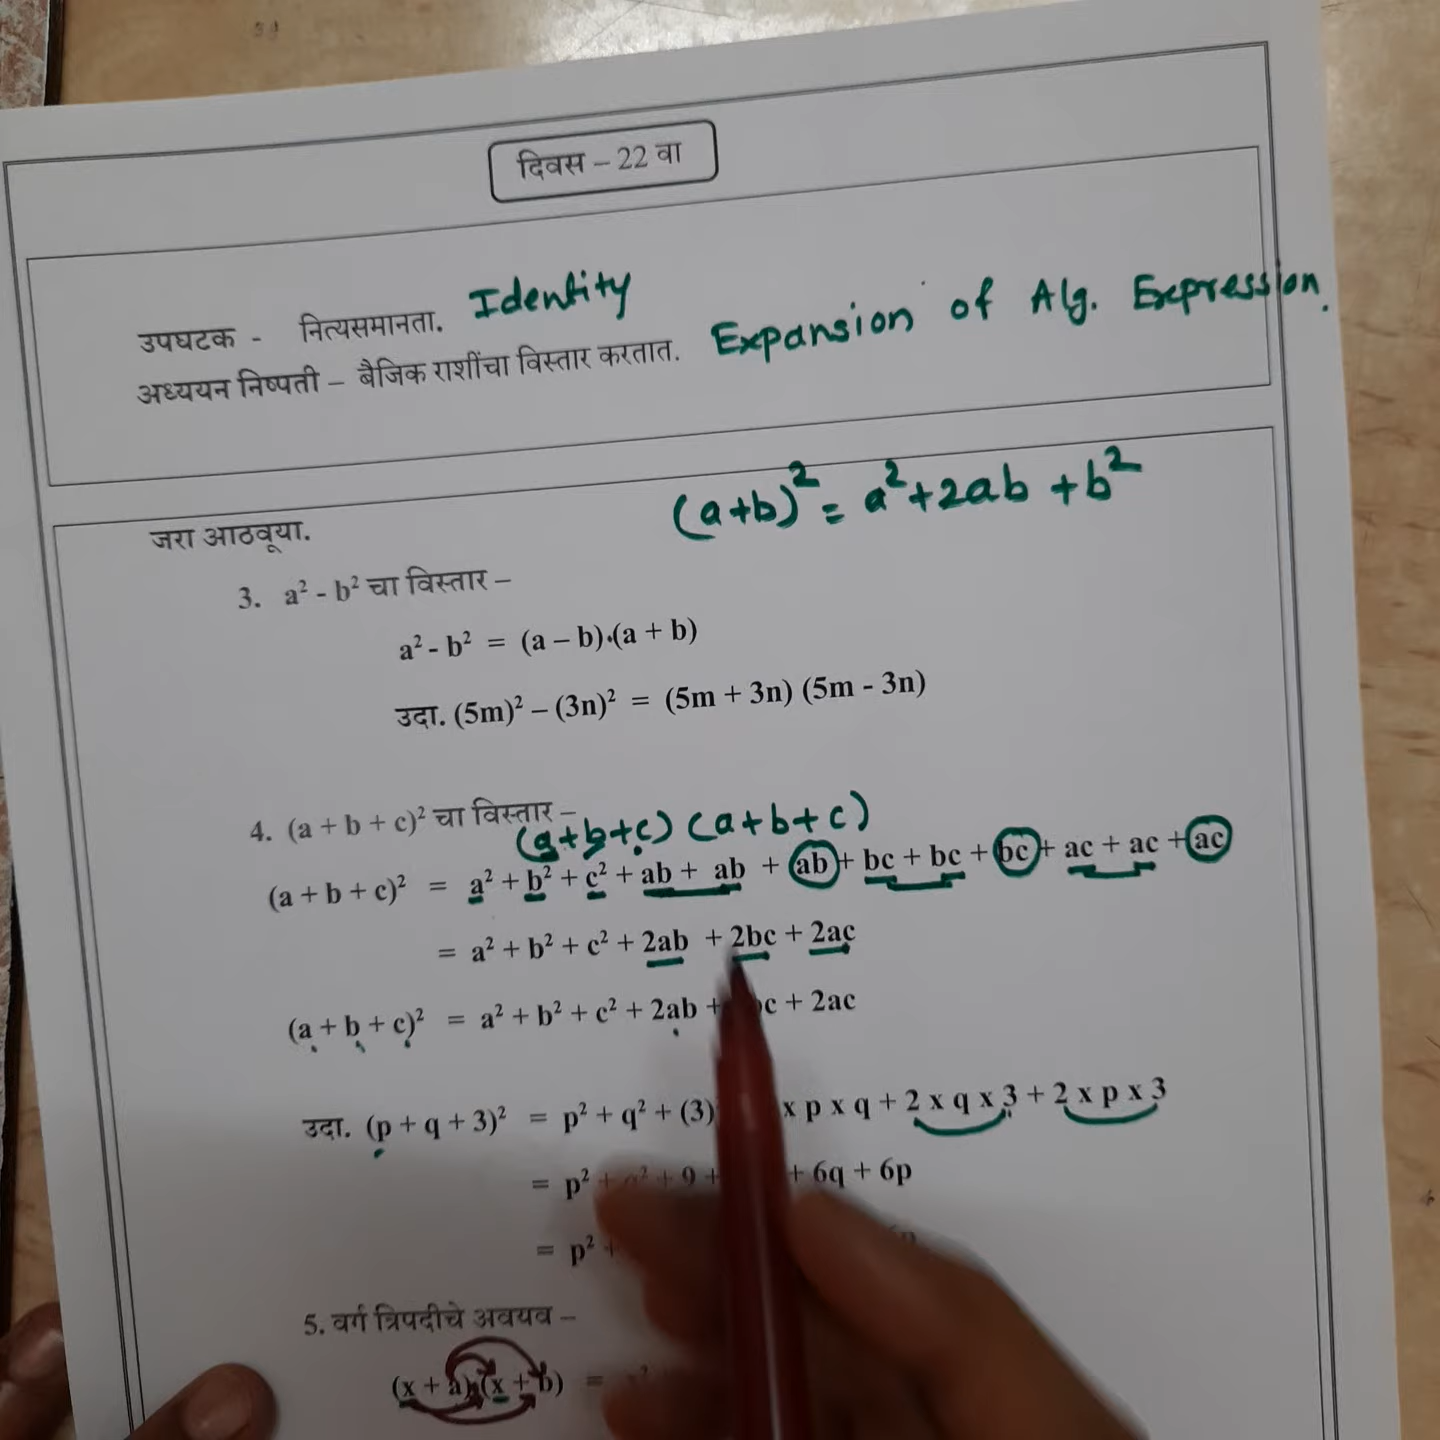 दिवस – 22 वा
उपघटक - नित्यसमानता. Identity
अध्ययन निष्पती – बैजिक राशींचा विस्तार करतात. Expansion of Alg. Expression.
(a+b)² = a²+2ab+b²
जरा आठवूया.
3. a² - b² चा विस्तार –
a² - b² = (a – b).(a + b)
उदा. (5m)² – (3n)² = (5m + 3n) (5m - 3n)
4. (a + b + c)² चा विस्तार –
(a+b+c) (a+b+c)
(a + b + c)² = a² + b² + c² + ab + ab + ab + bc + bc + bc + ac + ac + ac
= a² + b² + c² + 2ab + 2bc + 2ac
(a + b + c)² = a² + b² + c² + 2ab + bc + 2ac
उदा. (p + q + 3)² = p² + q² + (3) x p x q + 2 x q x 3 + 2 x p x 3
= p² + q² + 9 + + 6q + 6p
= p² +
5. वर्ग त्रिपदीचे अवयव –
(x + a) (x + b) =